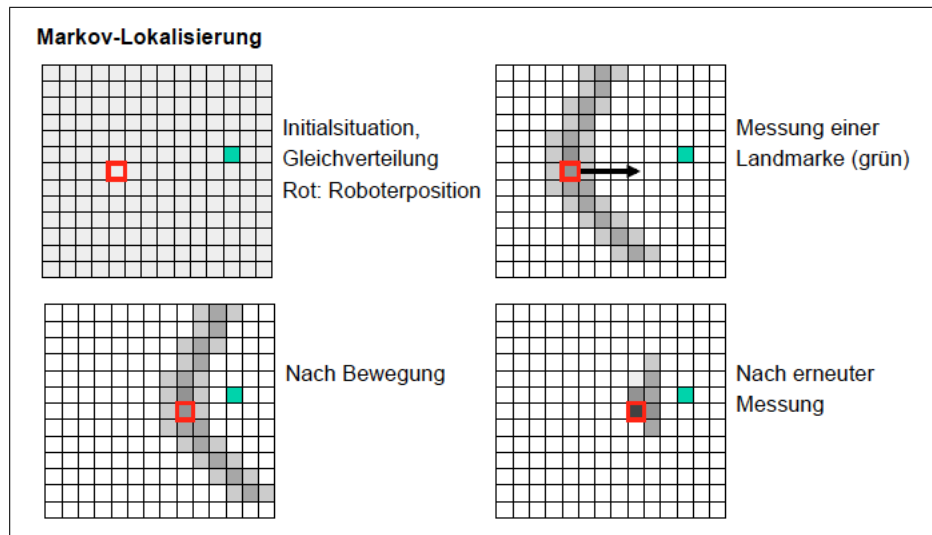 Markov-Lokalisierung
Initialsituation,
Gleichverteilung
Rot: Roboterposition
Messung einer
Landmarke (grün)
Nach Bewegung
Nach erneuter
Messung